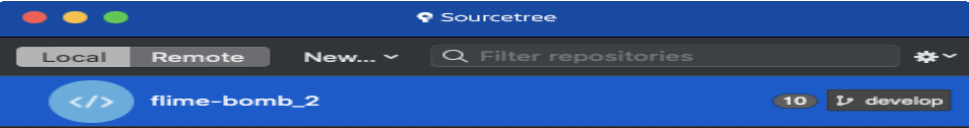 Sourcetree
Local Remote New... Filter repositories
</> flime-bomb_2 10 develop